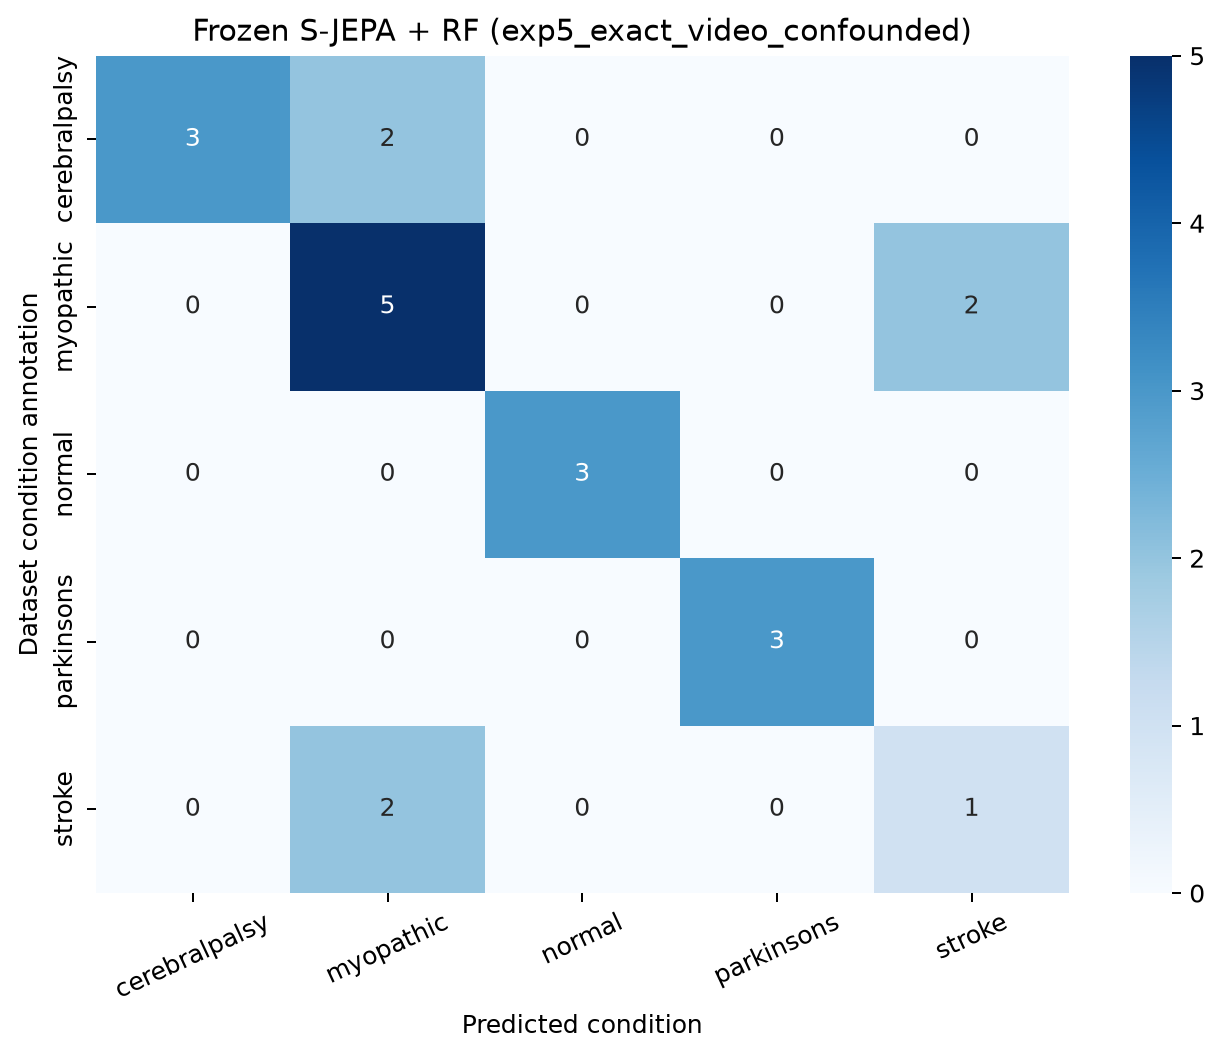 Frozen S-JEPA + RF (exp5_exact_video_confounded)
Dataset condition annotation
cerebralpalsy 3 2 0 0 0
myopathic 0 5 0 0 2
normal 0 0 3 0 0
parkinsons 0 0 0 3 0
stroke 0 2 0 0 1
cerebralpalsy myopathic normal parkinsons stroke
Predicted condition
5
4
3
2
1
0